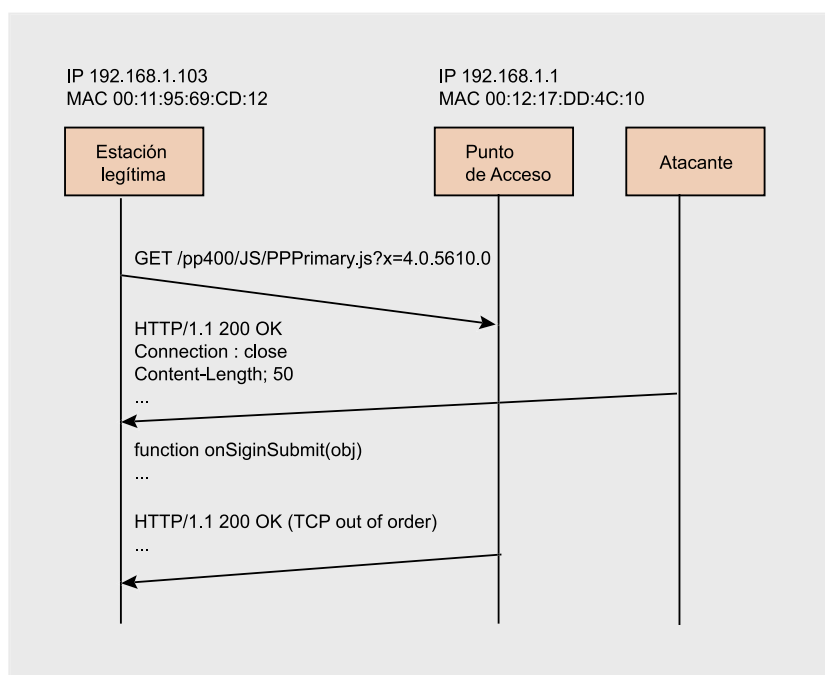 IP 192.168.1.103
MAC 00:11:95:69:CD:12
IP 192.168.1.1
MAC 00:12:17:DD:4C:10
Estación
legítima
Punto
de Acceso
Atacante
GET /pp400/JS/PPPrimary.js?x=4.0.5610.0
HTTP/1.1 200 OK
Connection : close
Content-Length; 50
...
function onSiginSubmit(obj)
...
HTTP/1.1 200 OK (TCP out of order)
...